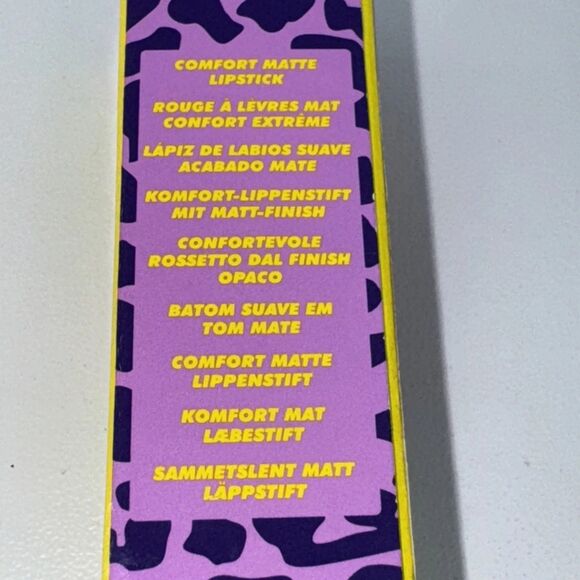 COMFORT MATTE
LIPSTICK
ROUGE À LÈVRES MAT
CONFORT EXTRÊME
LÁPIZ DE LABIOS SUAVE
ACABADO MATE
KOMFORT-LIPPENSTIFT
MIT MATT-FINISH
CONFORTEVOLE
ROSSETTO DAL FINISH
OPACO
BATOM SUAVE EM
TOM MATE
COMFORT MATTE
LIPPENSTIFT
KOMFORT MAT
LÆBESTIFT
SAMMETSLENT MATT
LÄPPSTIFT